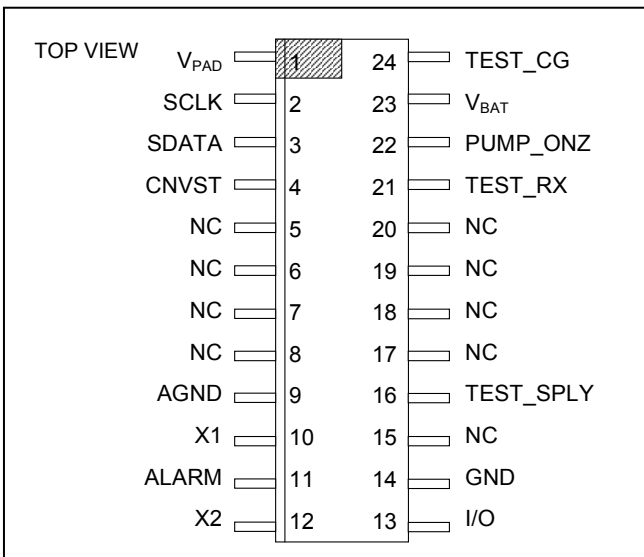 TOP VIEW
V_PAD 1 24 TEST_CG
SCLK 2 23 V_BAT
SDATA 3 22 PUMP_ONZ
CNVST 4 21 TEST_RX
NC 5 20 NC
NC 6 19 NC
NC 7 18 NC
NC 8 17 NC
AGND 9 16 TEST_SPLY
X1 10 15 NC
ALARM 11 14 GND
X2 12 13 I/O